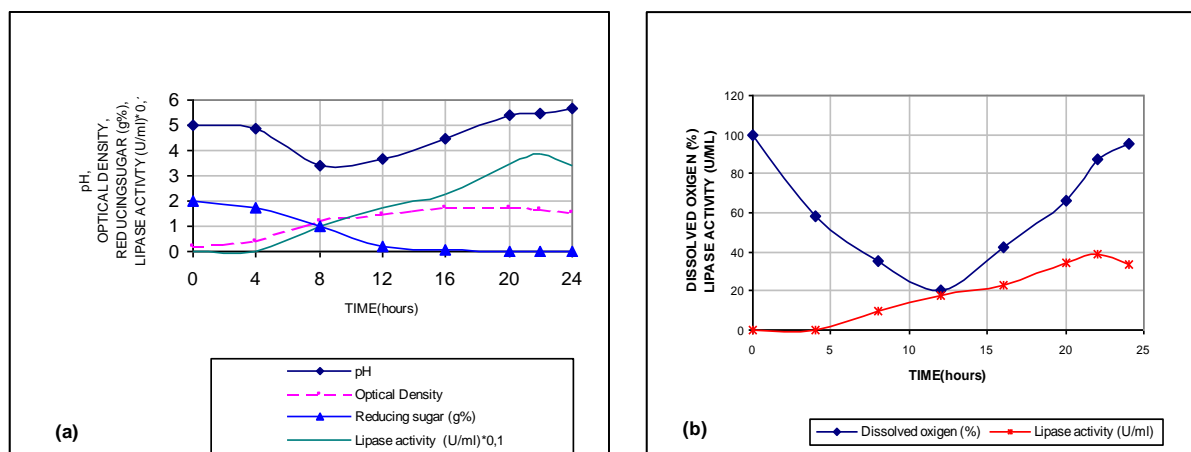 pH,
OPTICAL DENSITY,
REDUCINGSUGAR (g%),
LIPASE ACTIVTY (U/ml)*0,
6
5
4
3
2
1
0
0 4 8 12 16 20 24
TIME(hours)
pH
Optical Density
Reducing sugar (g%)
Lipase activity (U/ml)*0,1
(a)
DISSOLVED OXIGEN (%)
LIPASE ACTIVITY (U/ML)
120
100
80
60
40
20
0
0 5 10 15 20 25
TIME(hours)
Dissolved oxigen (%) Lipase activity (U/ml)
(b)